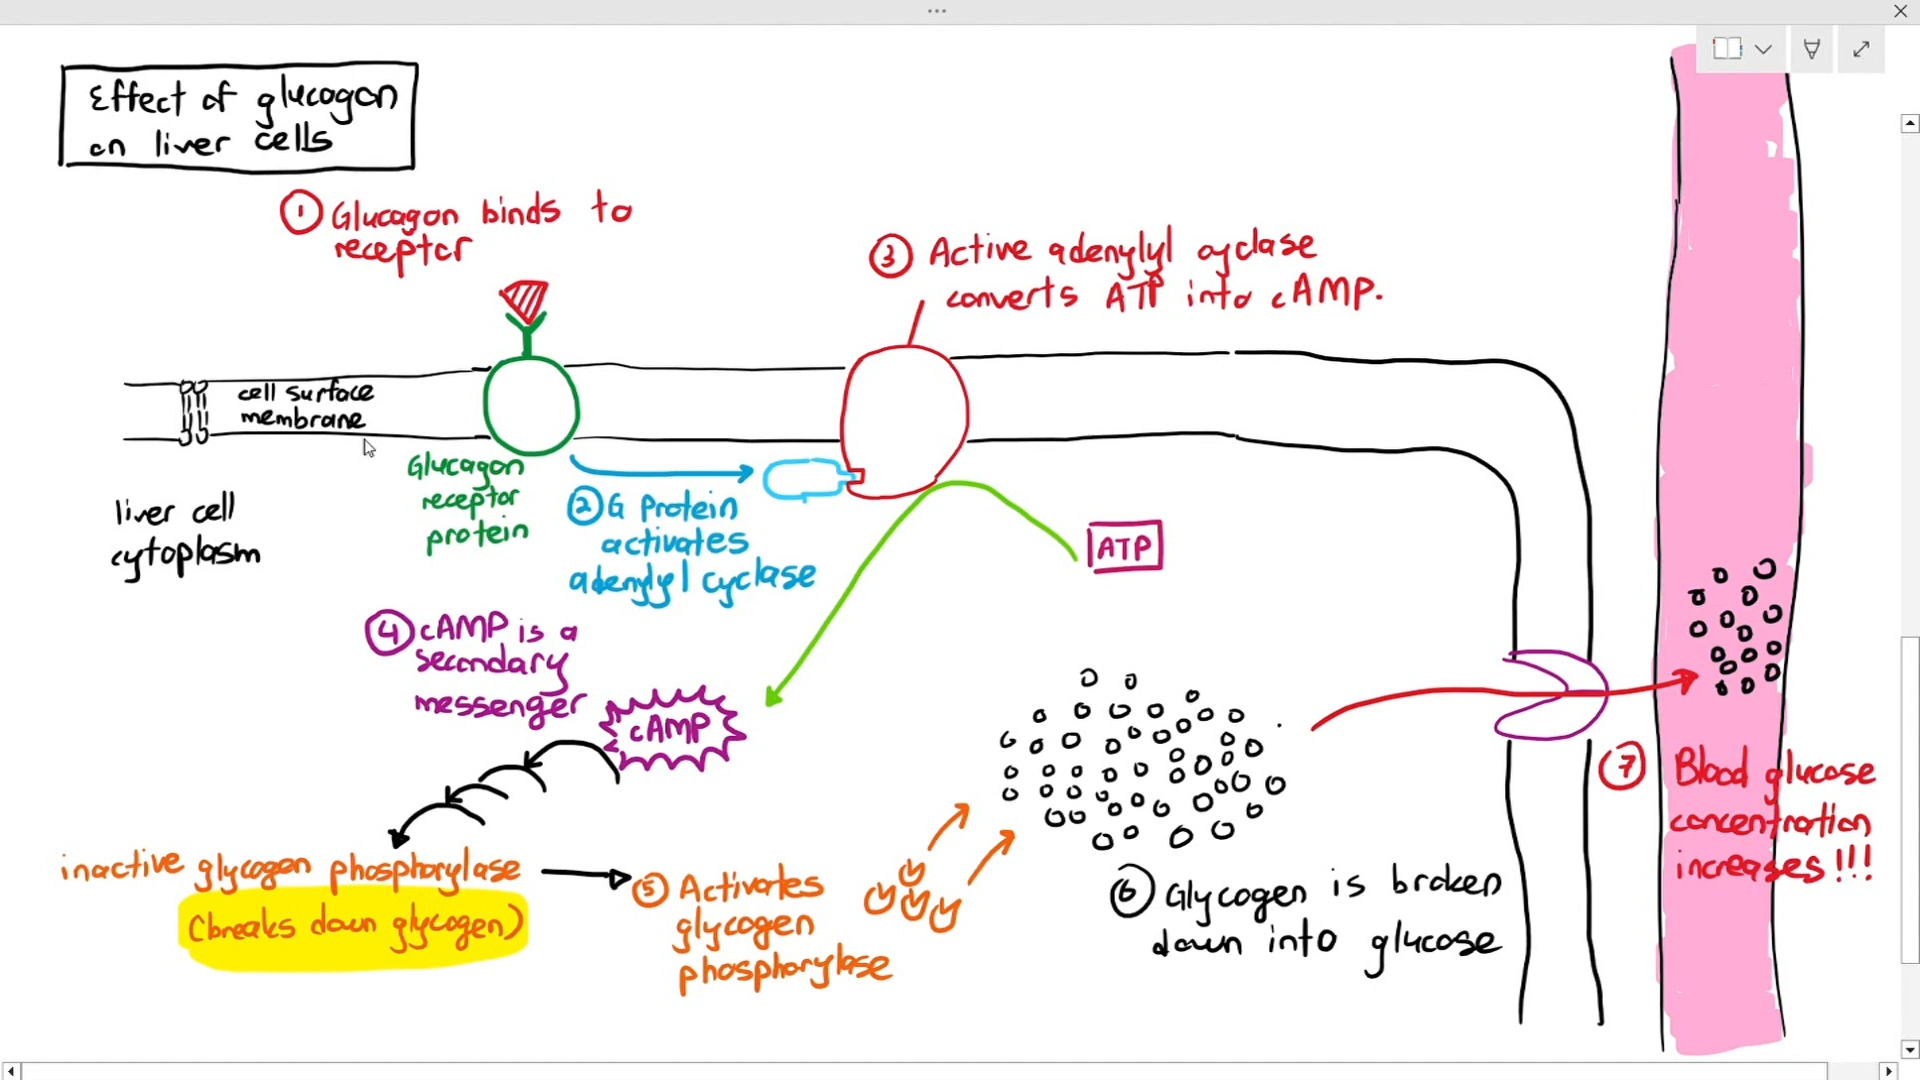 Effect of glucogon
on liver cells
① Glucagon binds to
receptor
③ Active adenylyl cyclase
converts ATP into cAMP.
cell surface
membrane
Glucagon
receptor
protein
liver cell
cytoplasm
② G Protein
activates
adenylyl cyclase
ATP
④ cAMP is a
secondary
messenger
cAMP
inactive glycogen phosphorylase
(breaks down glycogen)
⑤ Activates
glycogen
phosphorylase
⑥ Glycogen is broken
down into glucose
⑦ Blood glucose
concentration
increases!!!